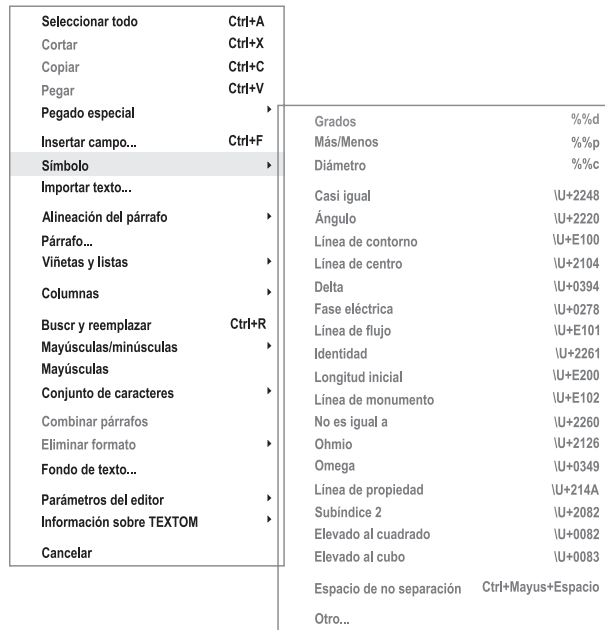 Seleccionar todo Ctrl+A
Cortar Ctrl+X
Copiar Ctrl+C
Pegar Ctrl+V
Pegado especial
Insertar campo... Ctrl+F
Símbolo
Importar texto...
Alineación del párrafo
Párrafo...
Viñetas y listas
Columnas
Buscr y reemplazar Ctrl+R
Mayúsculas/minúsculas
Mayúsculas
Conjunto de caracteres
Combinar párrafos
Eliminar formato
Fondo de texto...
Parámetros del editor
Información sobre TEXTOM
Cancelar
Grados %%d
Más/Menos %%p
Diámetro %%c
Casi igual \U+2248
Ángulo \U+2220
Línea de contorno \U+E100
Línea de centro \U+2104
Delta \U+0394
Fase eléctrica \U+0278
Línea de flujo \U+E101
Identidad \U+2261
Longitud inicial \U+E200
Línea de monumento \U+E102
No es igual a \U+2260
Ohmio \U+2126
Omega \U+0349
Línea de propiedad \U+214A
Subíndice 2 \U+2082
Elevado al cuadrado \U+0082
Elevado al cubo \U+0083
Espacio de no separación Ctrl+Mayus+Espacio
Otro...